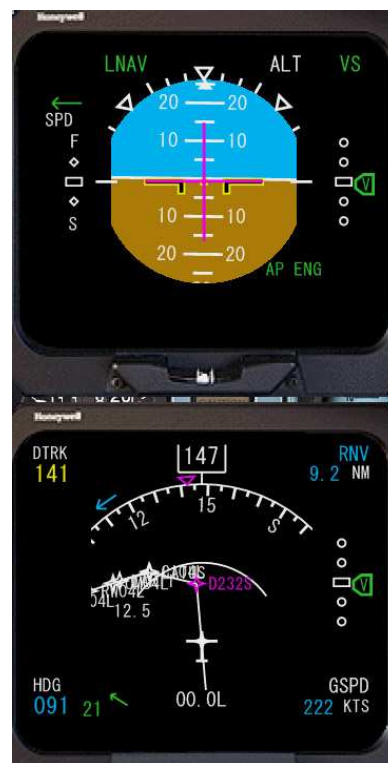 Honeywell
LNAV ALT VS
SPD
F
S
20 20
10 10
10 10
20 20
V
AP ENG
Honeywell
DTRK
141
147
RNV
9.2 NM
12
15
S
D232S
12.5
V
HDG
091
21
00.0L
GSPD
222 KTS